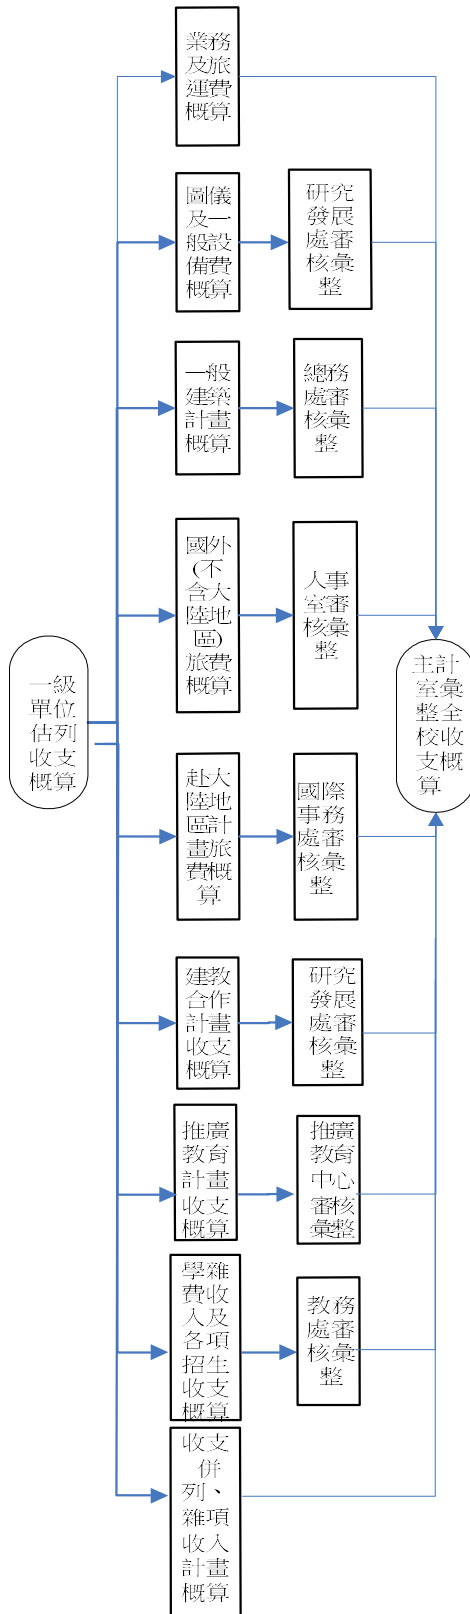 業務
及旅
運費
概算
圖儀
及一
般設
備費
概算
研究
發展
處審
核彙
整
一般
建築
計畫
概算
總務
處審
核彙
整
國外
(不
含大
陸地
區)
旅費
概算
人事
室審
核彙
整
一級
單位
估列
收支
概算
主計
室彙
整全
校收
支概
算
赴大
陸地
區計
畫旅
費概
算
國際
事務
處審
核彙
整
建教
合作
計畫
收支
概算
研究
發展
處審
核彙
整
推廣
教育
計畫
收支
概算
推廣
教育
中心
審核
彙整
學雜
費收
入及
各項
招生
收支
概算
教務
處審
核彙
整
收支
併
列、
雜項
收入
計畫
概算